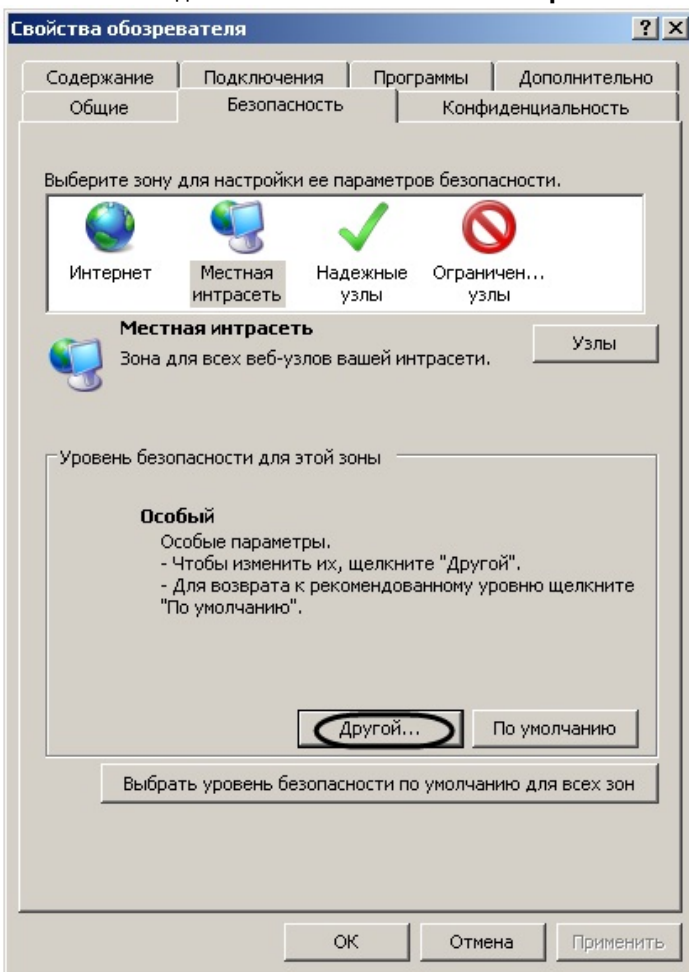 Свойства обозревателя
Содержание Подключения Программы Дополнительно
Общие Безопасность Конфиденциальность
Выберите зону для настройки ее параметров безопасности.
Интернет Местная интрасеть Надежные узлы Ограничен... узлы
Местная интрасеть
Зона для всех веб-узлов вашей интрасети.
Узлы
Уровень безопасности для этой зоны
Особый
Особые параметры.
- Чтобы изменить их, щелкните "Другой".
- Для возврата к рекомендованному уровню щелкните
"По умолчанию".
Другой... По умолчанию
Выбрать уровень безопасности по умолчанию для всех зон
ОК Отмена Применить